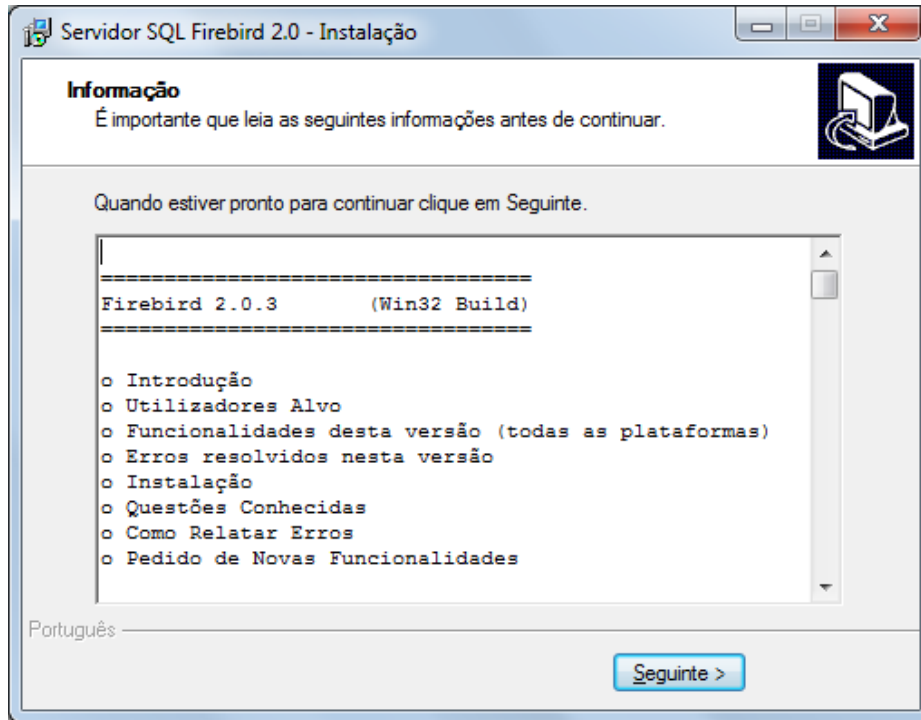 Servidor SQL Firebird 2.0 - Instalação
Informação
É importante que leia as seguintes informações antes de continuar.
Quando estiver pronto para continuar clique em Seguinte.
==================================
Firebird 2.0.3 (Win32 Build)
==================================
o Introdução
o Utilizadores Alvo
o Funcionalidades desta versão (todas as plataformas)
o Erros resolvidos nesta versão
o Instalação
o Questões Conhecidas
o Como Relatar Erros
o Pedido de Novas Funcionalidades
Português
Seguinte >